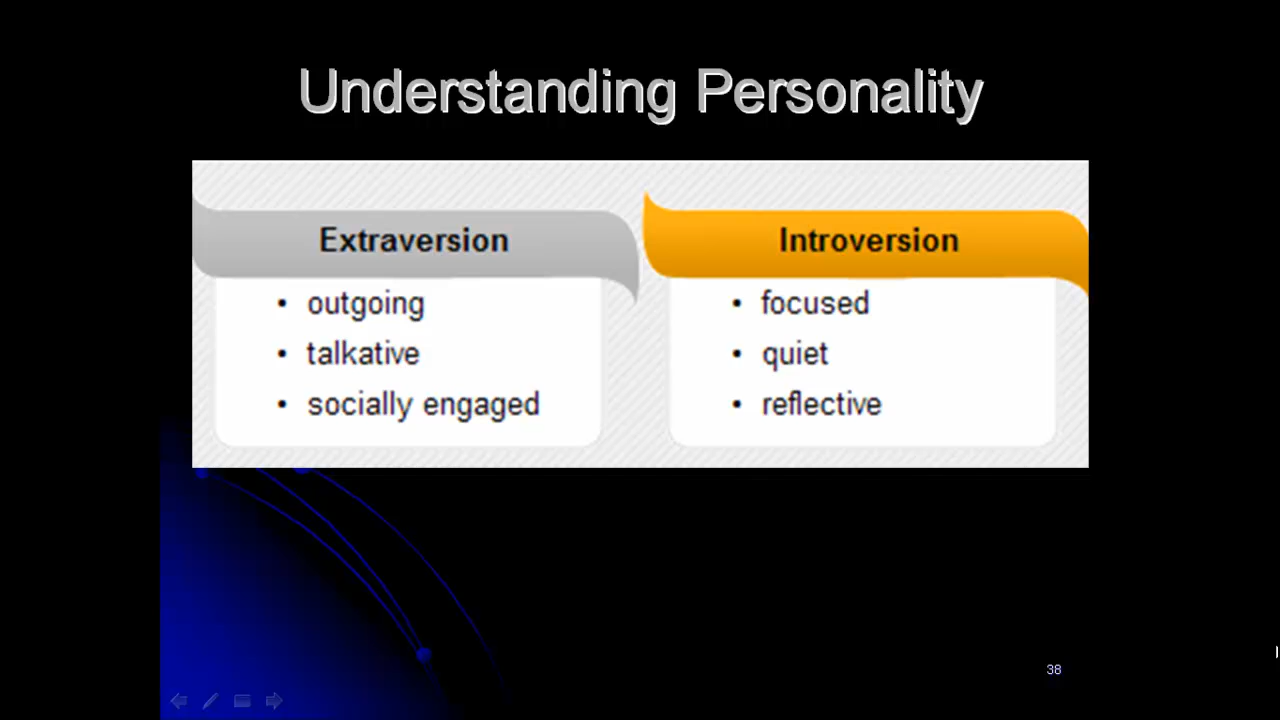 Understanding Personality
Extraversion
• outgoing
• talkative
• socially engaged
Introversion
• focused
• quiet
• reflective
38